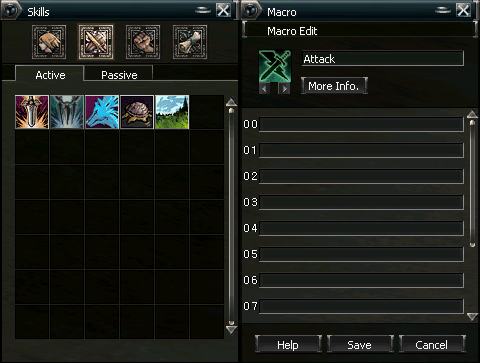 Skills
Active
Passive
Macro
Macro Edit
Attack
More Info.
00
01
02
03
04
05
06
07
Help
Save
Cancel